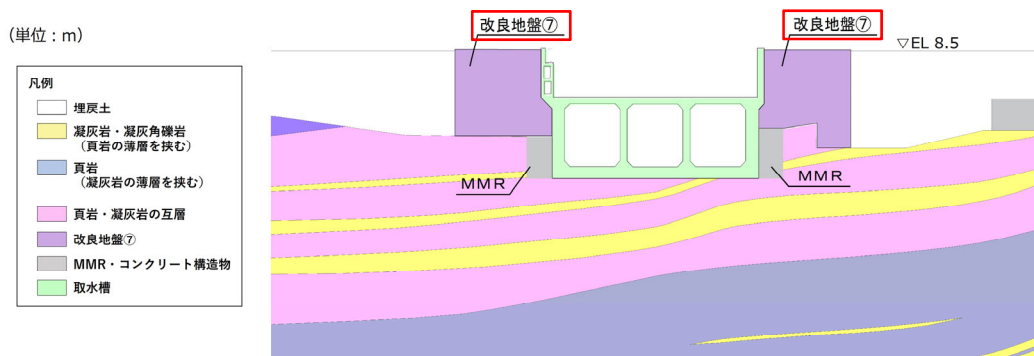 (単位：m)
凡例
埋戻土
凝灰岩・凝灰角礫岩
（頁岩の薄層を挟む）
頁岩
（凝灰岩の薄層を挟む）
頁岩・凝灰岩の互層
改良地盤⑦
MMR・コンクリート構造物
取水槽
改良地盤⑦
改良地盤⑦
▽EL 8.5
MMR
MMR